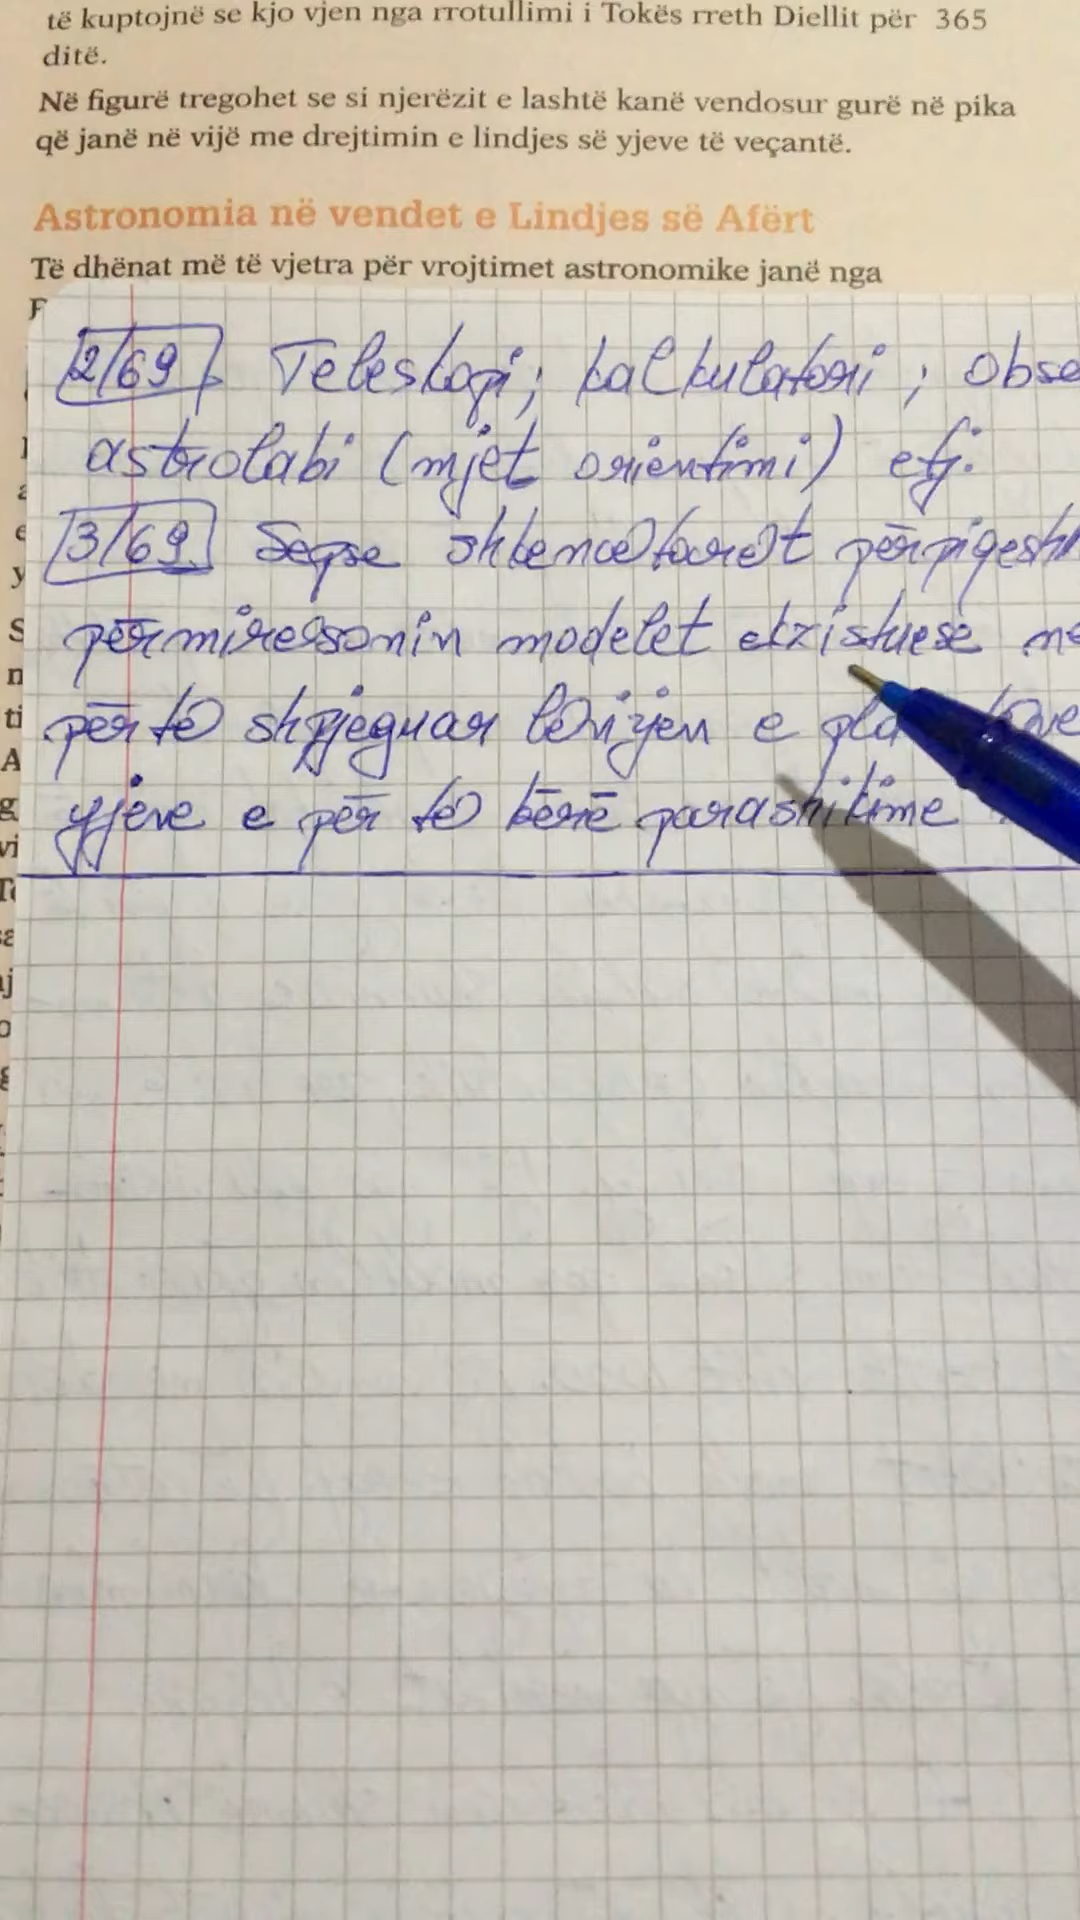 të kuptojnë se kjo vjen nga rrotullimi i Tokës rreth Diellit për 365
ditë.
Në figurë tregohet se si njerëzit e lashtë kanë vendosur gurë në pika
që janë në vijë me drejtimin e lindjes së yjeve të veçantë.
Astronomia në vendet e Lindjes së Afërt
Të dhënat më të vjetra për vrojtimet astronomike janë nga
2/69 Teleskopi; kalkulatori; obse
astrolabi (mjet orientimi) etj.
3/69 Sepse shkencëtarët përpiqesh
përmirësonin modelet ekzistuese
për të shpjeguar lëvizjen e
yjeve e për të bërë parashikime